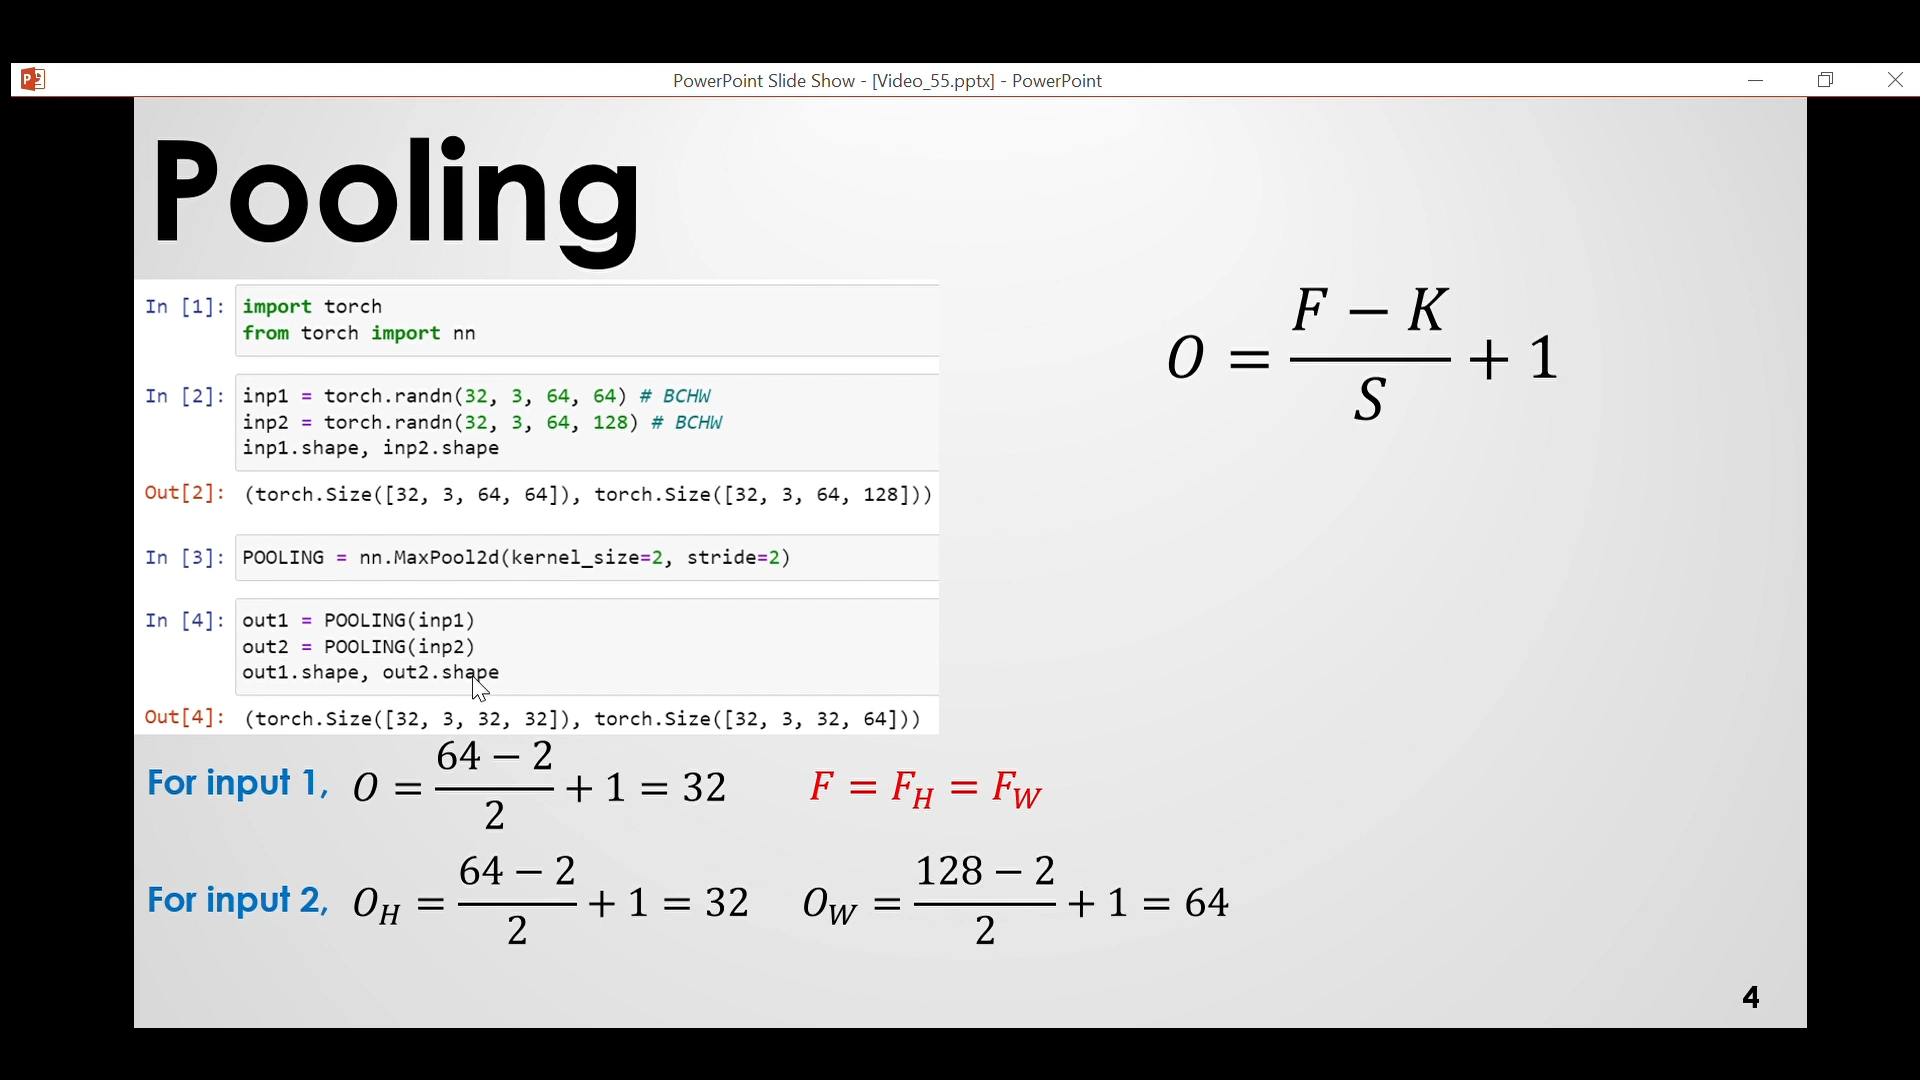 PowerPoint Slide Show - [Video_55.pptx] - PowerPoint
Pooling
In [1]: import torch
from torch import nn
In [2]: inp1 = torch.randn(32, 3, 64, 64) # BCHW
inp2 = torch.randn(32, 3, 64, 128) # BCHW
inp1.shape, inp2.shape
Out[2]: (torch.Size([32, 3, 64, 64]), torch.Size([32, 3, 64, 128]))
In [3]: POOLING = nn.MaxPool2d(kernel_size=2, stride=2)
In [4]: out1 = POOLING(inp1)
out2 = POOLING(inp2)
out1.shape, out2.shape
Out[4]: (torch.Size([32, 3, 32, 32]), torch.Size([32, 3, 32, 64]))
O = \frac{F - K}{S} + 1
For input 1, O = \frac{64 - 2}{2} + 1 = 32 F = F_H = F_W
For input 2, O_H = \frac{64 - 2}{2} + 1 = 32 O_W = \frac{128 - 2}{2} + 1 = 64
4